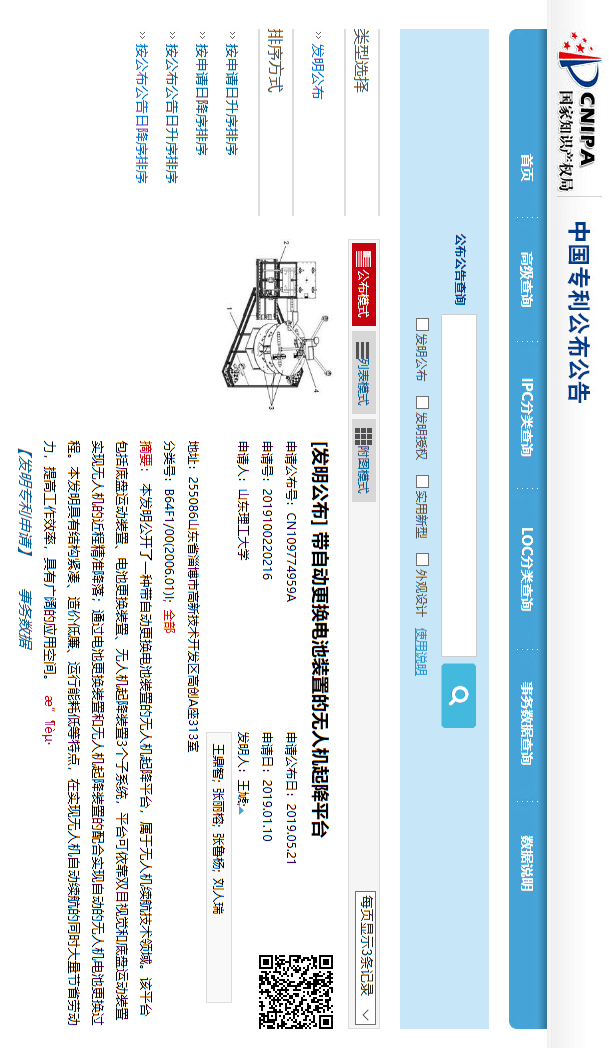 CNIPA
国家知识产权局
中国专利公布公告
首页 高级查询 IPC分类查询 LOC分类查询 事务数据查询 数据说明
公布公告查询
发明公布 发明授权 实用新型 外观设计 使用说明
类型选择
›› 发明公布
排序方式
›› 按申请日升序排序
›› 按申请日降序排序
›› 按公布公告日升序排序
›› 按公布公告日降序排序
公布模式 列表模式 附图模式 每页显示3条记录
[发明公布] 带自动更换电池装置的无人机起降平台
申请公布号：CN109774959A 申请公布日：2019.05.21
申请号：2019100220216 申请日：2019.01.10
申请人：山东理工大学 发明人：王域;
王鼎智; 张丽榕; 张鲁杨; 刘人瑞
地址：255086山东省淄博市高新技术开发区高创A座313室
分类号：B64F1/00(2006.01)I; 全部
摘要： 本发明公开了一种带自动更换电池装置的无人机起降平台，属于无人机续航技术领域。该平台
包括底盘运动装置、电池更换装置、无人机起降装置3个子系统，平台可依靠双目视觉和底盘运动装置
实现无人机的近程精准降落；通过电池更换装置和无人机起降装置的配合实现自动的无人机电池更换过
程。本发明具有结构紧凑、造价低廉、运行能耗低等特点，在实现无人机自动续航的同时大量节省劳动
力，提高工作效率，具有广阔的应用空间。 æ“¶èµ·
【发明专利申请】 事务数据
1
2
3
4